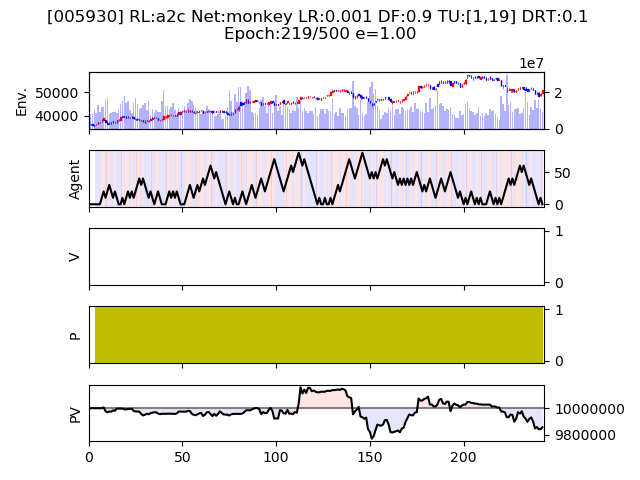 [005930] RL:a2c Net:monkey LR:0.001 DF:0.9 TU:[1,19] DRT:0.1
Epoch:219/500 e=1.00
1e7
Env.
50000
40000
2
0
Agent
50
0
V
1
0
P
1
0
PV
10000000
9800000
0 50 100 150 200